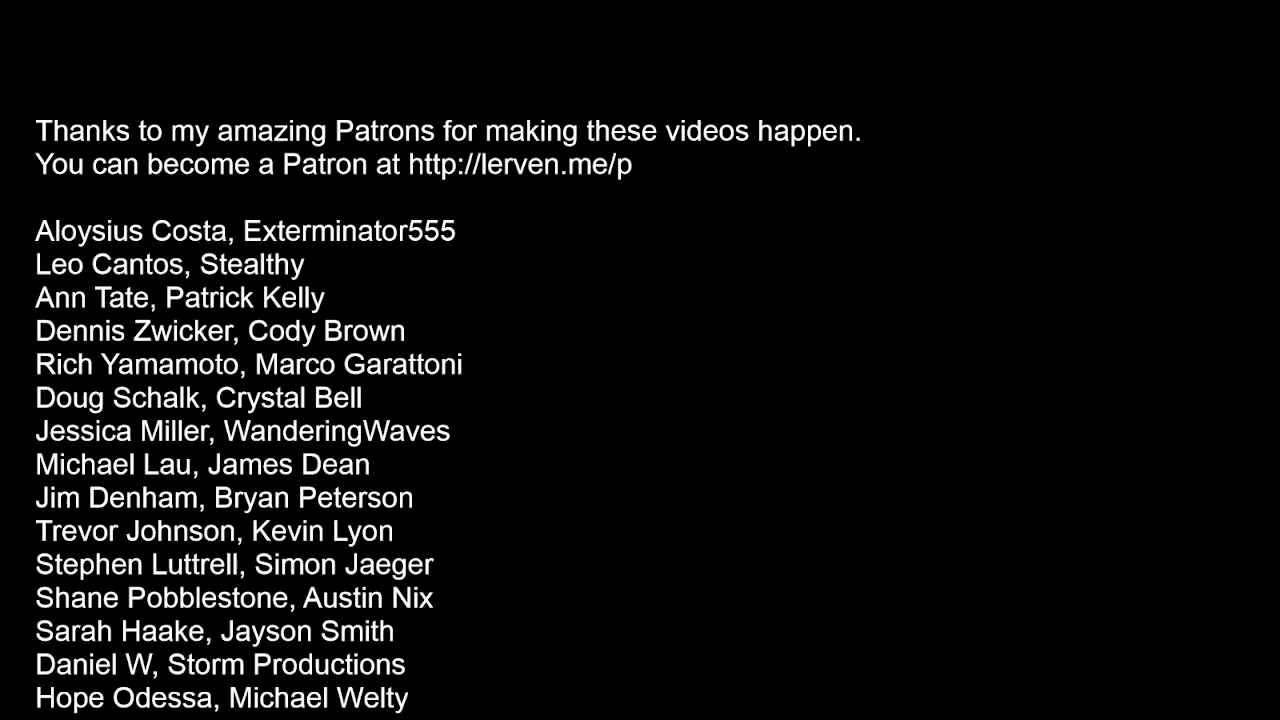 Thanks to my amazing Patrons for making these videos happen.
You can become a Patron at http://lerven.me/p
Aloysius Costa, Exterminator555
Leo Cantos, Stealthy
Ann Tate, Patrick Kelly
Dennis Zwicker, Cody Brown
Rich Yamamoto, Marco Garattoni
Doug Schalk, Crystal Bell
Jessica Miller, WanderingWaves
Michael Lau, James Dean
Jim Denham, Bryan Peterson
Trevor Johnson, Kevin Lyon
Stephen Luttrell, Simon Jaeger
Shane Pobblestone, Austin Nix
Sarah Haake, Jayson Smith
Daniel W, Storm Productions
Hope Odessa, Michael Welty